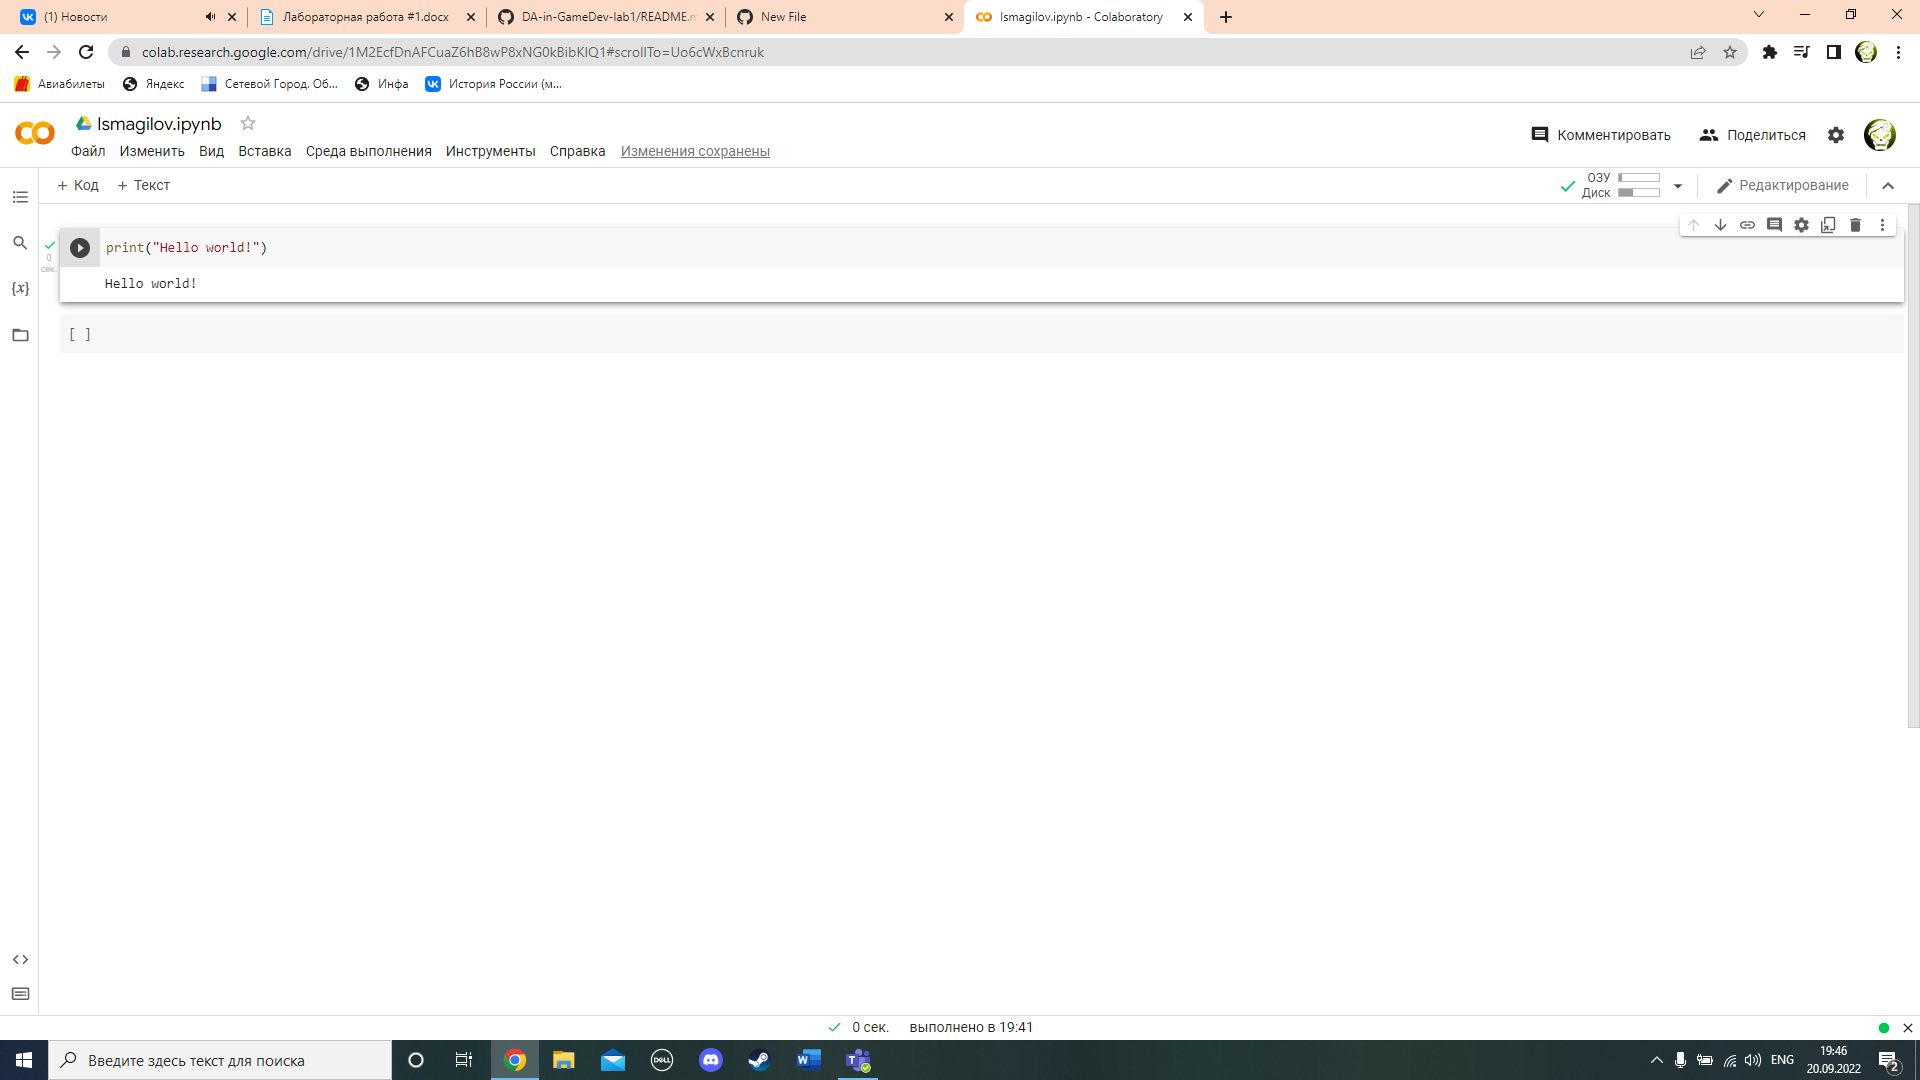 (1) Новости
Лабораторная работа #1.docx
DA-in-GameDev-lab1/README.m
New File
Ismagilov.ipynb - Colaboratory
colab.research.google.com/drive/1M2EcfDnAFCuaZ6hB8wP8xNG0kBibKIQ1#scrollTo=Uo6cWxBcnruk
Авиабилеты
Яндекс
Сетевой Город. Об...
Инфа
История России (м...
Ismagilov.ipynb
Файл Изменить Вид Вставка Среда выполнения Инструменты Справка Изменения сохранены
Комментировать
Поделиться
+ Код + Текст
ОЗУ
Диск
Редактирование
0
сек.
print("Hello world!")
Hello world!
{x}
[ ]
0 сек. выполнено в 19:41
Введите здесь текст для поиска
DELL
ENG
19:46
20.09.2022
2